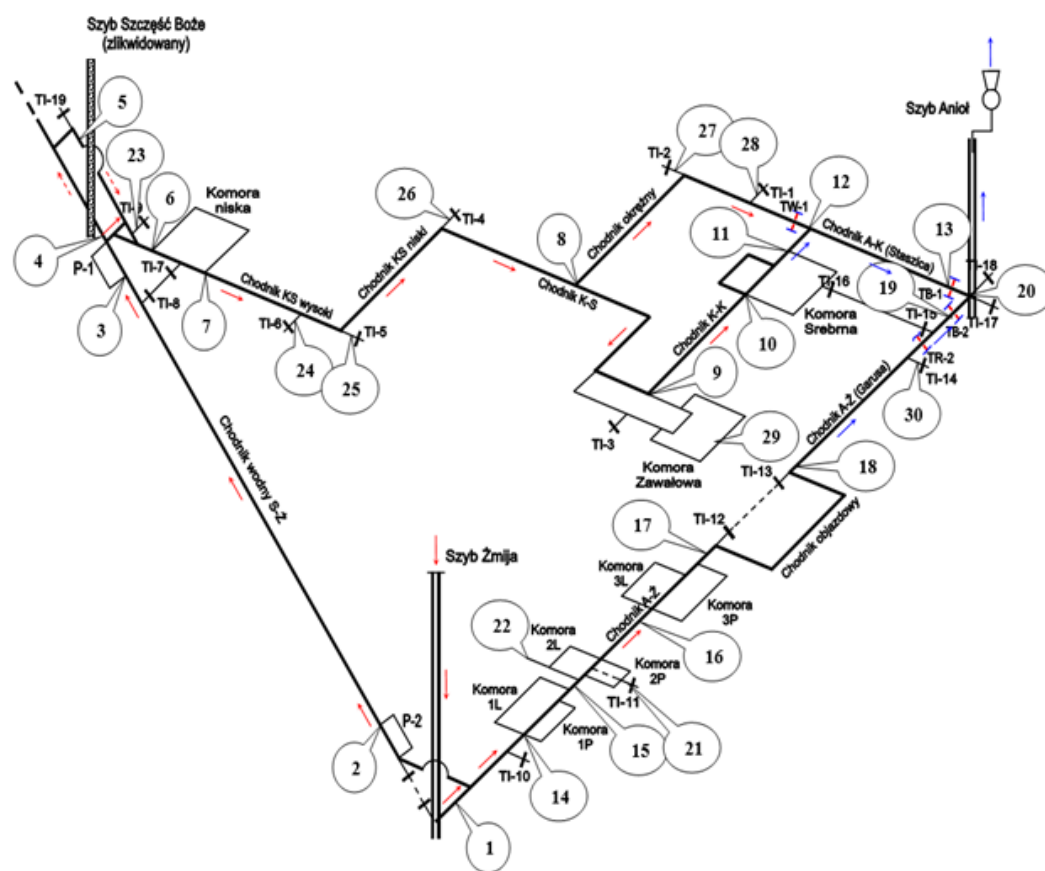 Szyb Szczęść Boże
(zlikwidowany)
TI-19
5
23
6
Komora
niska
26
TI-4
TI-2
27
28
TI-1
TW-1
12
Szyb Anioł
13
4
P-1
TI-7
TI-8
3
7
Chodnik KS wysoki
TI-6
24
TI-5
25
Chodnik KS niski
8
Chodnik okrężny
Chodnik K-S
11
Chodnik A-K (Staszica)
TI-16
Komora
Srebrna
10
Chodnik K-K
9
19
TB-1
TI-15
TB-2
20
TI-17
TR-2
TI-14
30
TI-3
29
Komora
Zawałowa
Chodnik A-Ż (Garusa)
TI-13
18
TI-12
17
Chodnik objazdowy
Chodnik wodny S-Ż
Szyb Żmija
Komora
3L
Chodnik A-Ż
Komora
3P
22
Komora
2L
16
Komora
2P
TI-11
Komora
1L
Komora
1P
15
21
P-2
2
TI-10
14
1